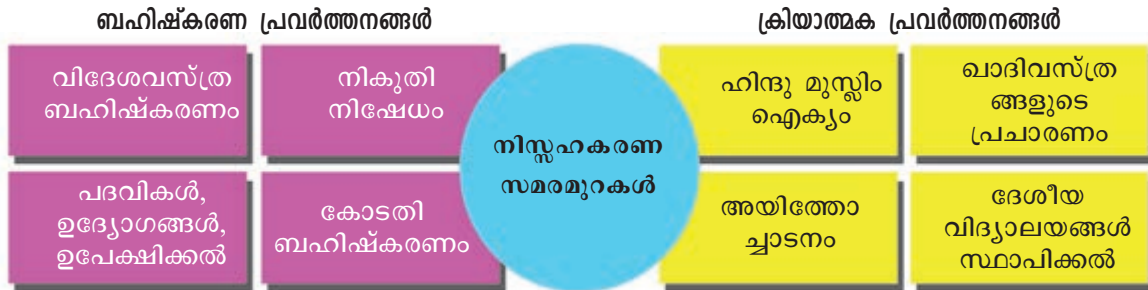 ബഹിഷ്കരണ പ്രവർത്തനങ്ങൾ
ക്രിയാത്മക പ്രവർത്തനങ്ങൾ
വിദേശവസ്ത്ര
ബഹിഷ്കരണം
നികുതി
നിഷേധം
പദവികൾ,
ഉദ്യോഗങ്ങൾ,
ഉപേക്ഷിക്കൽ
കോടതി
ബഹിഷ്കരണം
നിസ്സഹകരണ
സമരമുറകൾ
ഹിന്ദു മുസ്ലിം
ഐക്യം
ഖാദിവസ്ത്ര
ങ്ങളുടെ
പ്രചാരണം
അയിത്തോ
ച്ചാടനം
ദേശീയ
വിദ്യാലയങ്ങൾ
സ്ഥാപിക്കൽ